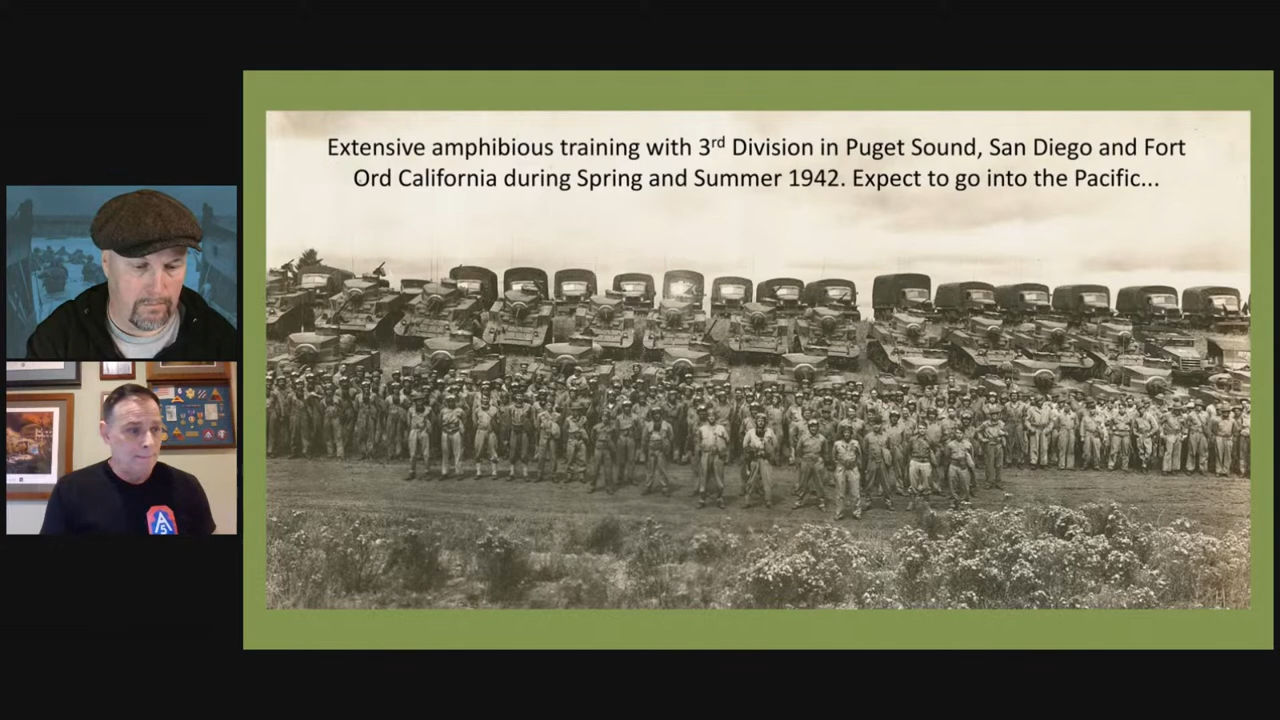 Extensive amphibious training with 3rd Division in Puget Sound, San Diego and Fort
Ord California during Spring and Summer 1942. Expect to go into the Pacific...
A
5